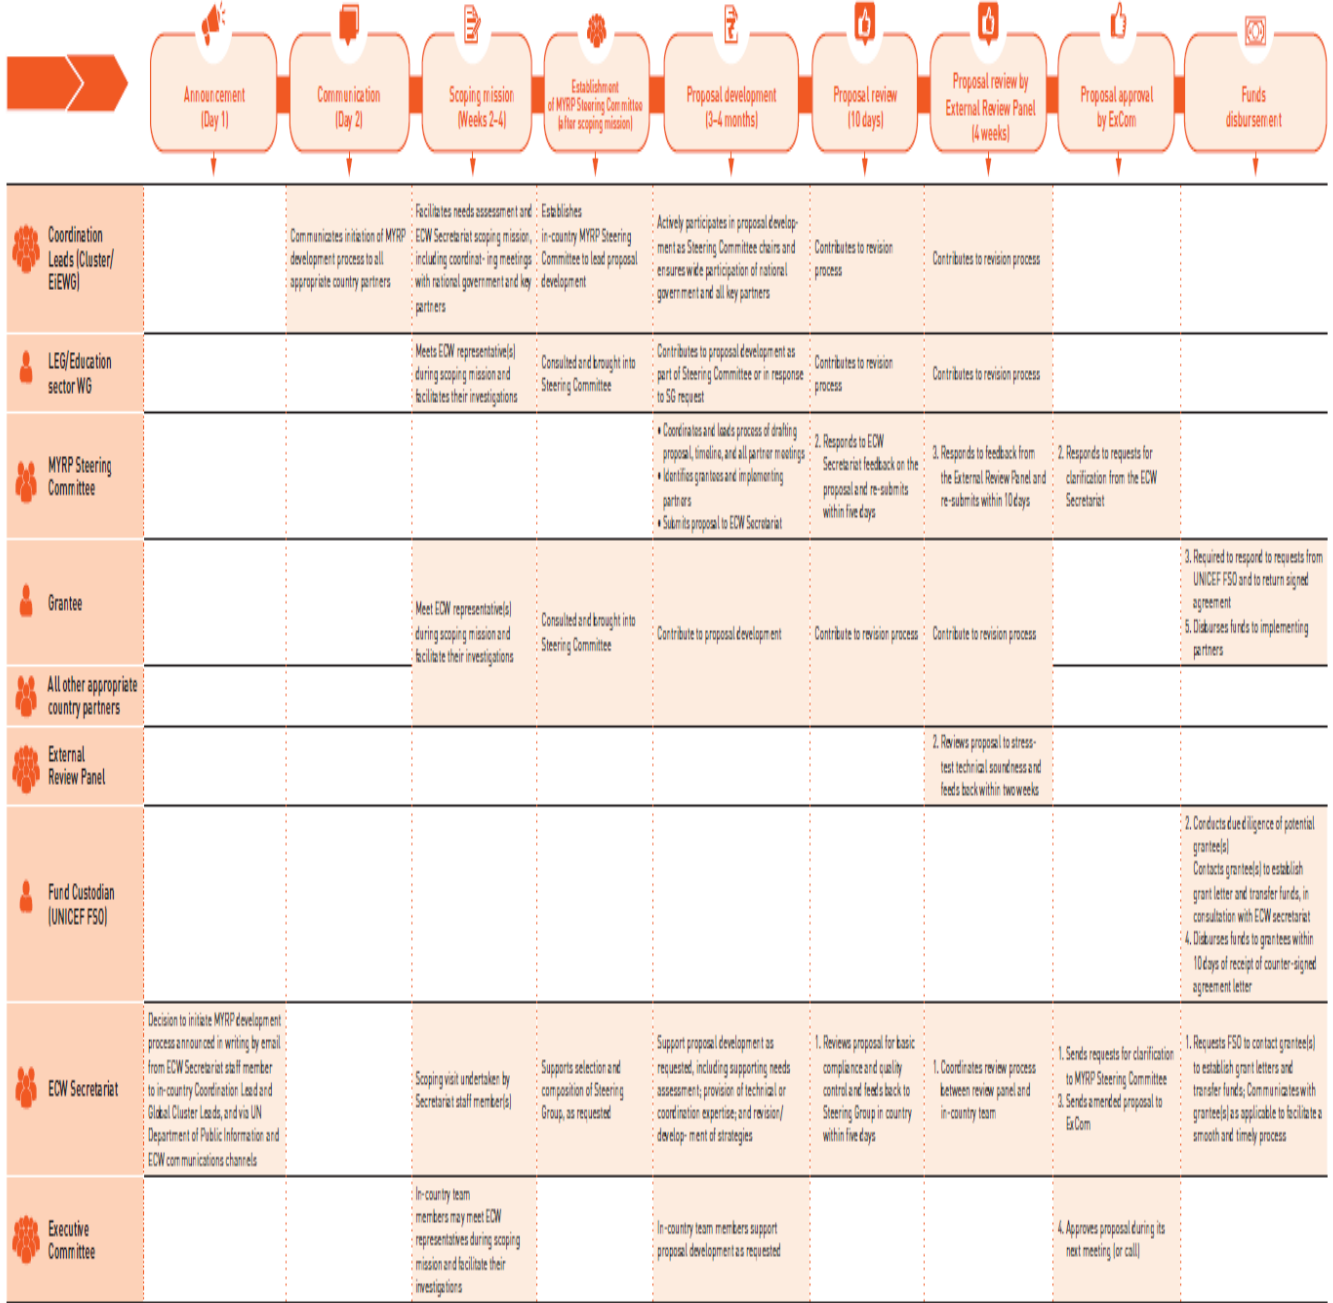 Announcement
(Day 1)
Communication
(Day 2)
Scoping mission
(Weeks 2-4)
Establishment
of MYRP Steering Committee
(after scoping mission)
Proposal development
(3-4 months)
Proposal review
(10 days)
Proposal review by
External Review Panel
(4 weeks)
Proposal approval
by ExCom
Funds
disbursement
Coordination
Leads (Cluster/
EiEWG)
Communicates initiation of MYRP
development process to all
appropriate country partners
Facilitates needs assessment and
ECW Secretariat scoping mission,
including coordinat- ing meetings
with national government and key
partners
Establishes
in-country MYRP Steering
Committee to lead proposal
development
Actively participates in proposal develop-
ment as Steering Committee chairs and
ensures wide participation of national
government and all key partners
Contributes to revision
process
Contributes to revision process
LEG/Education
sector WG
Meets ECW representative(s)
during scoping mission and
facilitates their investigations
Consulted and brought into
Steering Committee
Contributes to proposal development as
part of Steering Committee or in response
to SG request
Contributes to revision
process
Contributes to revision process
MYRP Steering
Committee
• Coordinates and leads process of drafting
proposal, timeline, and all partner meetings
• Identifies grantees and implementing
partners
• Submits proposal to ECW Secretariat
2. Responds to ECW
Secretariat feedback on the
proposal and re-submits
within five days
3. Responds to feedback from
the External Review Panel and
re-submits within 10 days
2. Responds to requests for
clarification from the ECW
Secretariat
Grantee
Meet ECW representative(s)
during scoping mission and
facilitate their investigations
Consulted and brought into
Steering Committee
Contribute to proposal development
Contribute to revision process
Contribute to revision process
3. Required to respond to requests from
UNICEF FSO and to return signed
agreement
5. Disburses funds to implementing
partners
All other appropriate
country partners
External
Review Panel
2. Reviews proposal to stress-
test technical soundness and
feeds back within two weeks
Fund Custodian
(UNICEF FSO)
2. Conducts due diligence of potential
grantee(s)
Contacts grantee(s) to establish
grant letter and transfer funds, in
consultation with ECW secretariat
4. Disburses funds to grantees within
10 days of receipt of counter-signed
agreement letter
ECW Secretariat
Decision to initiate MYRP development
process announced in writing by email
from ECW Secretariat staff member
to in-country Coordination Lead and
Global Cluster Leads, and via UN
Department of Public Information and
ECW communications channels
Scoping visit undertaken by
Secretariat staff member(s)
Supports selection and
composition of Steering
Group, as requested
Support proposal development as
requested, including supporting needs
assessment; provision of technical or
coordination expertise; and revision/
develop- ment of strategies
1. Reviews proposal for basic
compliance and quality
control and feeds back to
Steering Group in country
within five days
1. Coordinates review process
between review panel and
in-country team
1. Sends requests for clarification
to MYRP Steering Committee
3. Sends amended proposal to
ExCom
1. Requests FSO to contact grantee(s)
to establish grant letters and
transfer funds; Communicates with
grantee(s) as applicable to facilitate a
smooth and timely process
Executive
Committee
In-country team
members may meet ECW
representatives during scoping
mission and facilitate their
investigations
In-country team members support
proposal development as requested
4. Approves proposal during its
next meeting (or call)